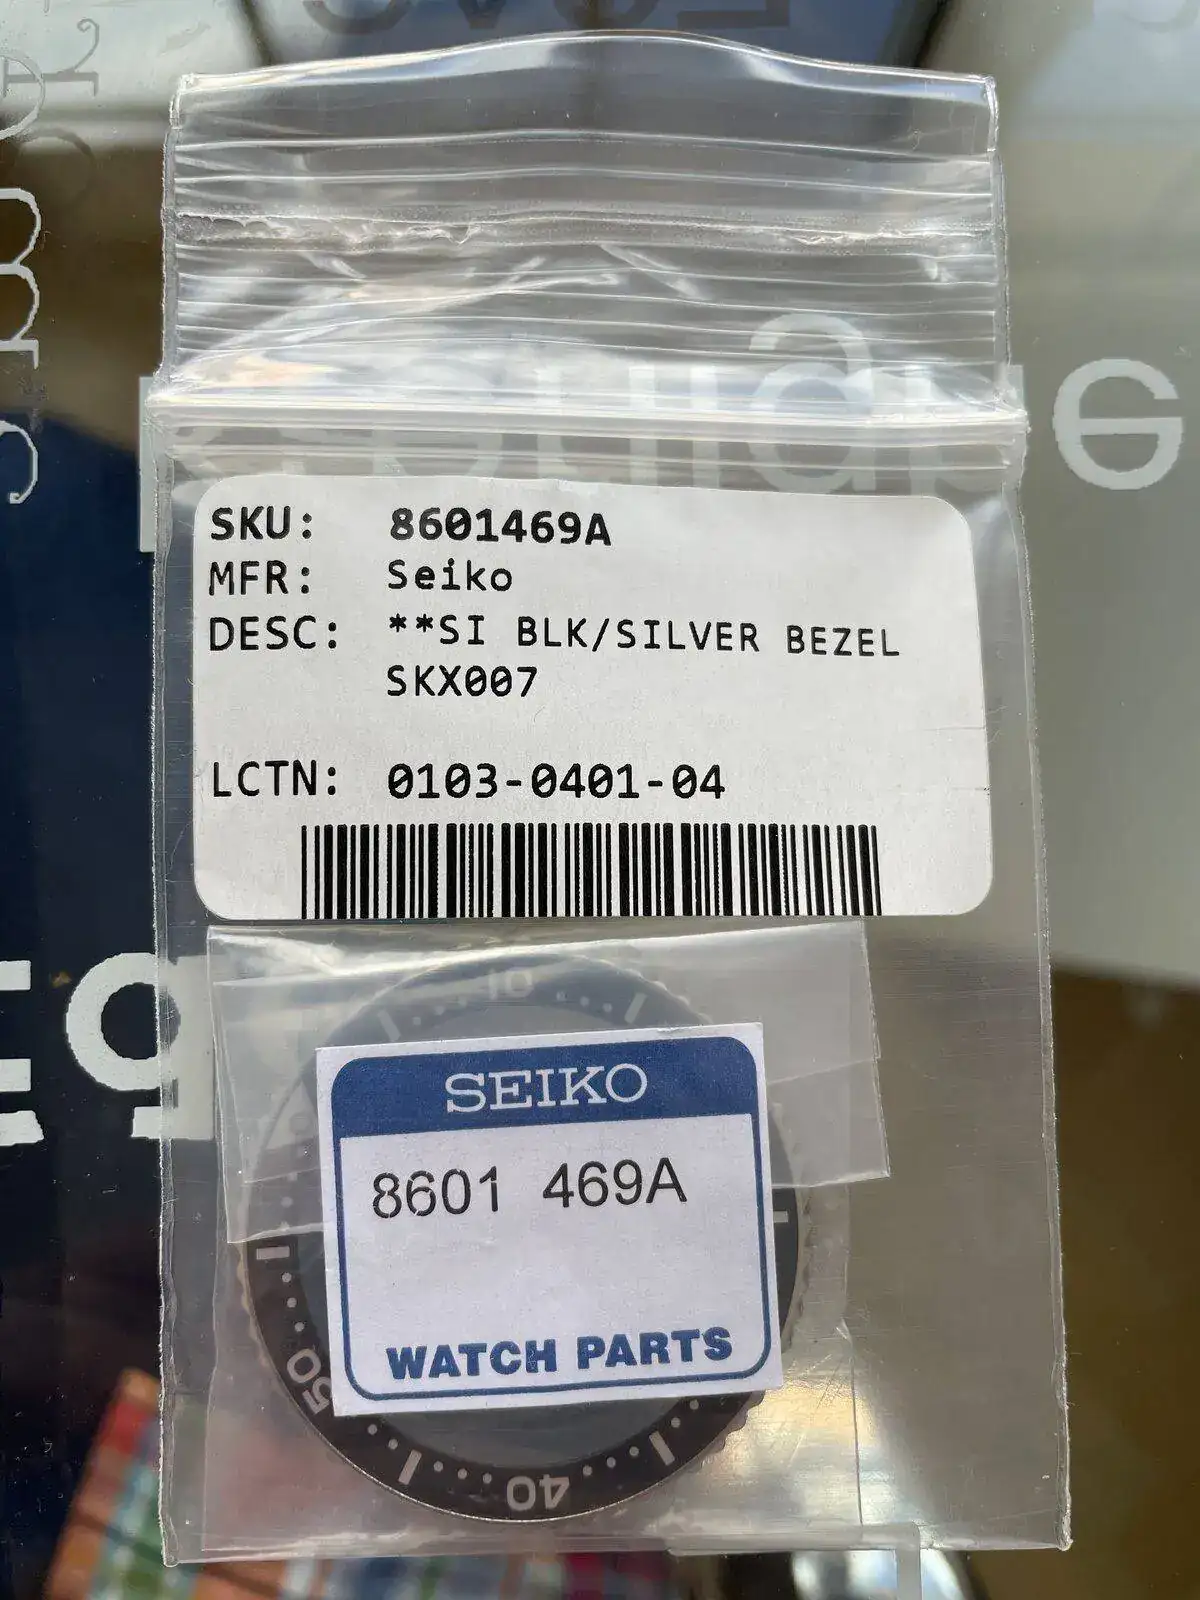 SKU: 8601469A
MFR: Seiko
DESC: **SI BLK/SILVER BEZEL
SKX007
LCTN: 0103-0401-04
10
SEIKO
8601 469A
WATCH PARTS
50
40